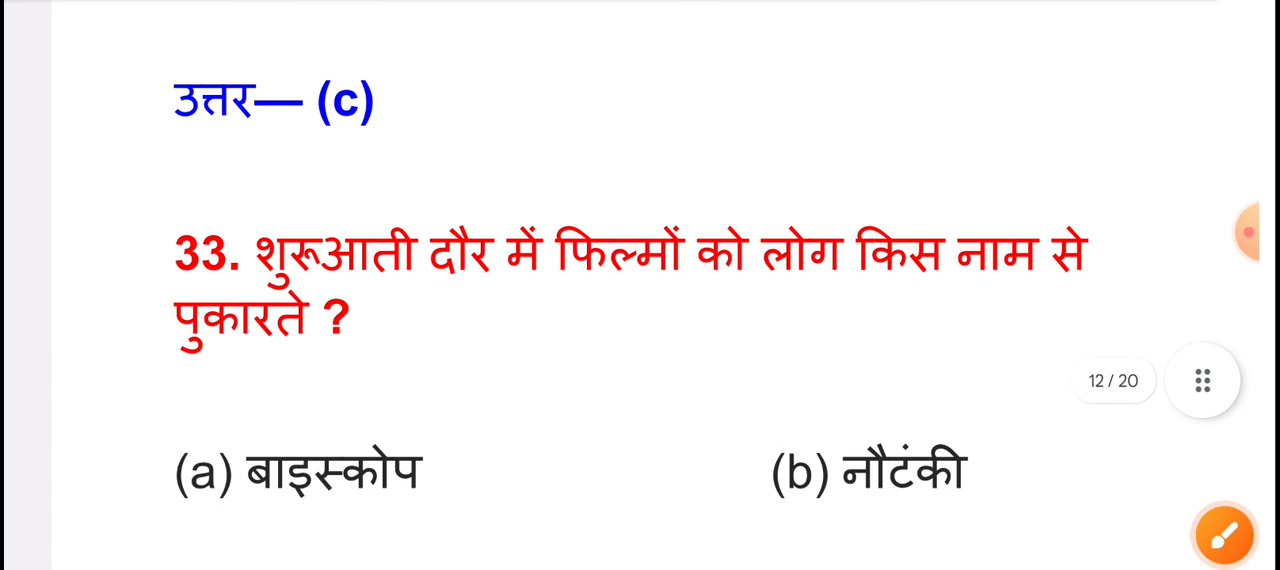 उत्तर— (c)
33. शुरूआती दौर में फिल्मों को लोग किस नाम से
पुकारते ?
12 / 20
(a) बाइस्कोप (b) नौटंकी